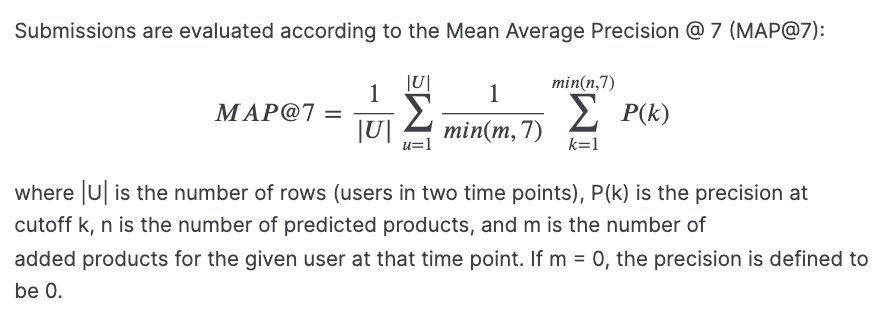 Submissions are evaluated according to the Mean Average Precision @ 7 (MAP@7):
MAP@7 = \frac{1}{|U|} \sum_{u=1}^{|U|} \frac{1}{min(m, 7)} \sum_{k=1}^{min(n,7)} P(k)
where |U| is the number of rows (users in two time points), P(k) is the precision at
cutoff k, n is the number of predicted products, and m is the number of
added products for the given user at that time point. If m = 0, the precision is defined to
be 0.